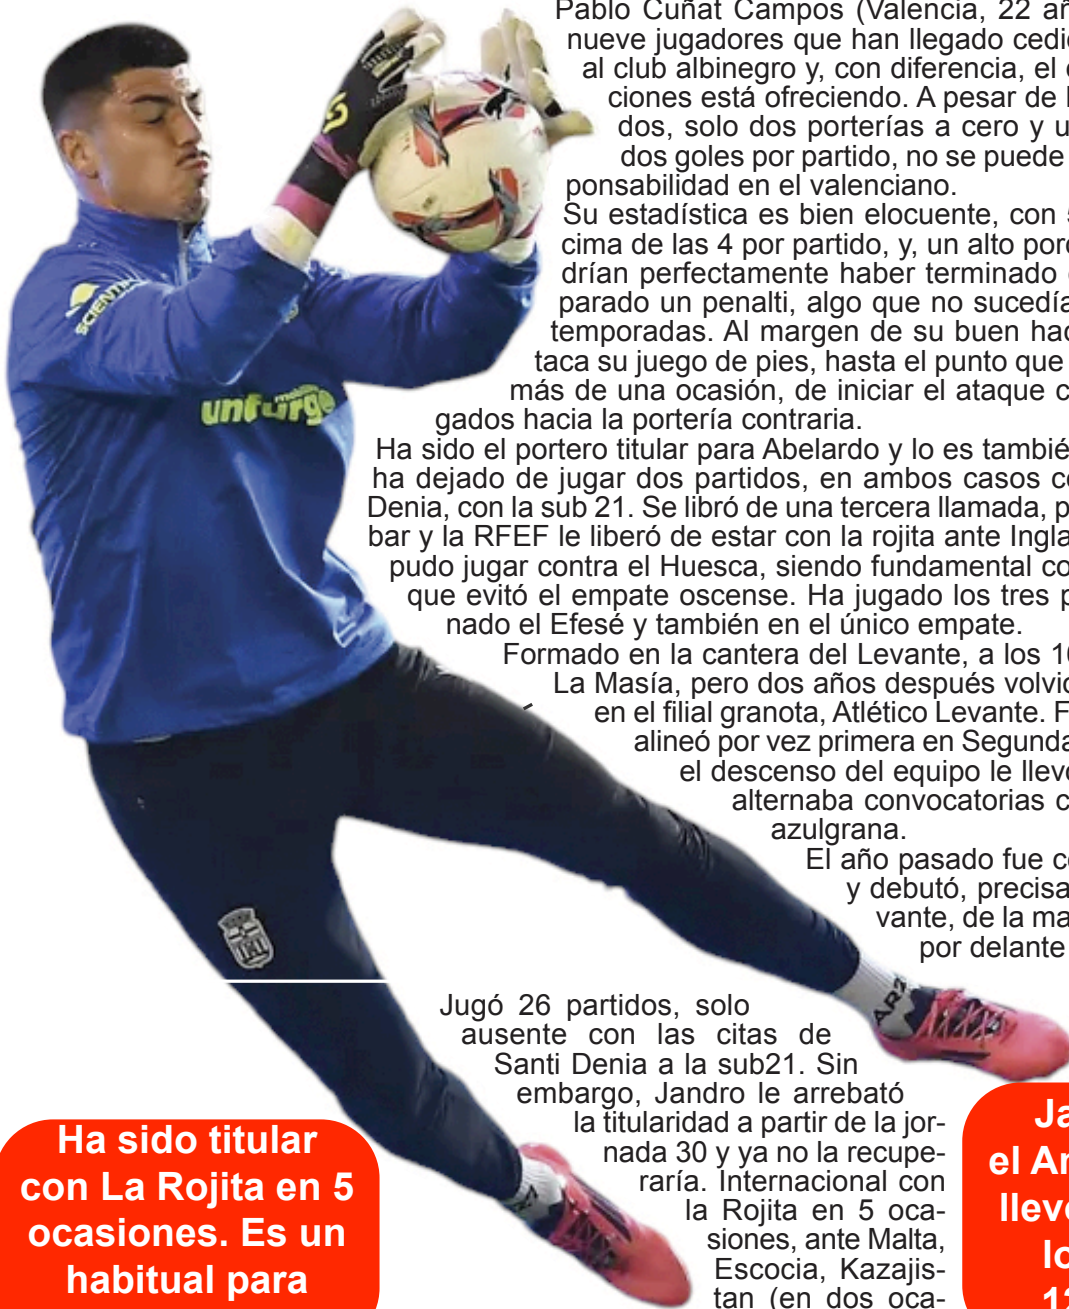 Pablo Cuñat Campos (Valencia, 22
nueve jugadores que han llegado
al club albinegro y, con diferencia, el
ciones está ofreciendo. A pesar de
dos, solo dos porterías a cero y
dos goles por partido, no se puede
ponsabilidad en el valenciano.
Su estadística es bien elocuente, con
cima de las 4 por partido, y, un alto
drían perfectamente haber terminado
parado un penalti, algo que no sucedía
temporadas. Al margen de su buen
taca su juego de pies, hasta el punto que
más de una ocasión, de iniciar el ataque
gados hacia la portería contraria.
Ha sido el portero titular para Abelardo y lo es
ha dejado de jugar dos partidos, en ambos casos
Denia, con la sub 21. Se libró de una tercera llamada,
bar y la RFEF le liberó de estar con la rojita ante
pudo jugar contra el Huesca, siendo fundamental
que evitó el empate oscense. Ha jugado los tres
nado el Efesé y también en el único empate.
Formado en la cantera del Levante, a los
La Masía, pero dos años después
en el filial granota, Atlético Levante.
alineó por vez primera en Segunda
el descenso del equipo le
alternaba convocatorias
azulgrana.
El año pasado fue
y debutó,
vante, de la
por delante
Jugó 26 partidos, solo
ausente con las citas de
Santi Denia a la sub21. Sin
embargo, Jandro le arrebató
la titularidad a partir de la jor-
nada 30 y ya no la recupe-
raría. Internacional con
la Rojita en 5 oca-
siones, ante Malta,
Escocia, Kazajis-
tan (en dos oca-
Ha sido titular
con La Rojita en 5
ocasiones. Es un
habitual para
el